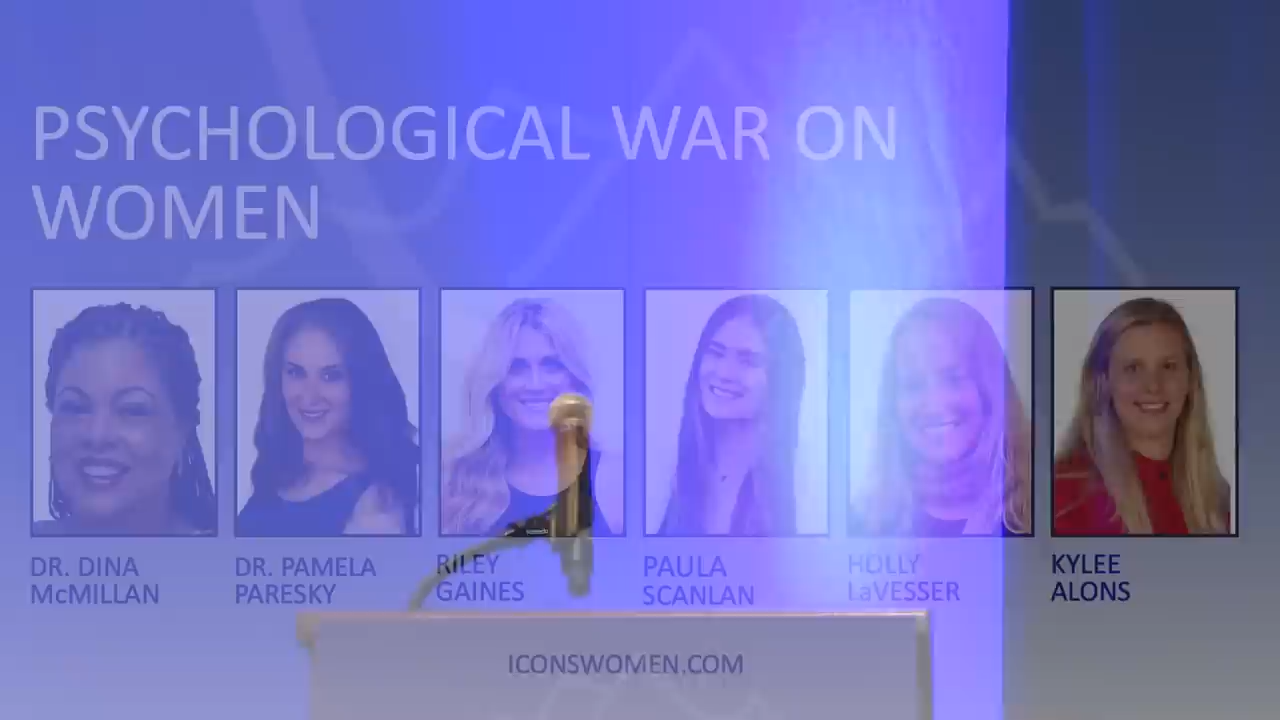 PSYCHOLOGICAL WAR ON
WOMEN
DR. DINA
McMILLAN
DR. PAMELA
PARESKY
RILEY
GAINES
PAULA
SCANLAN
HOLLY
LaVESSER
KYLEE
ALONS
ICONSWOMEN.COM